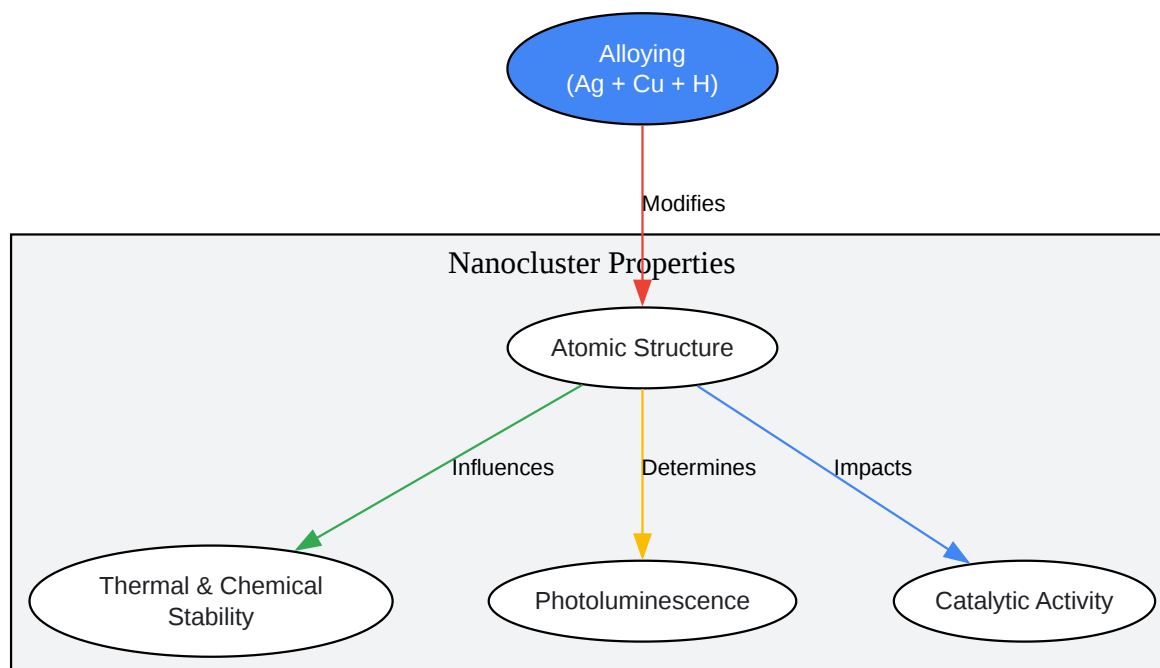 Alloying
(Ag + Cu + H)
Modifies
Nanocluster Properties
Atomic Structure
Influences
Determines
Impacts
Thermal & Chemical
Stability
Photoluminescence
Catalytic Activity